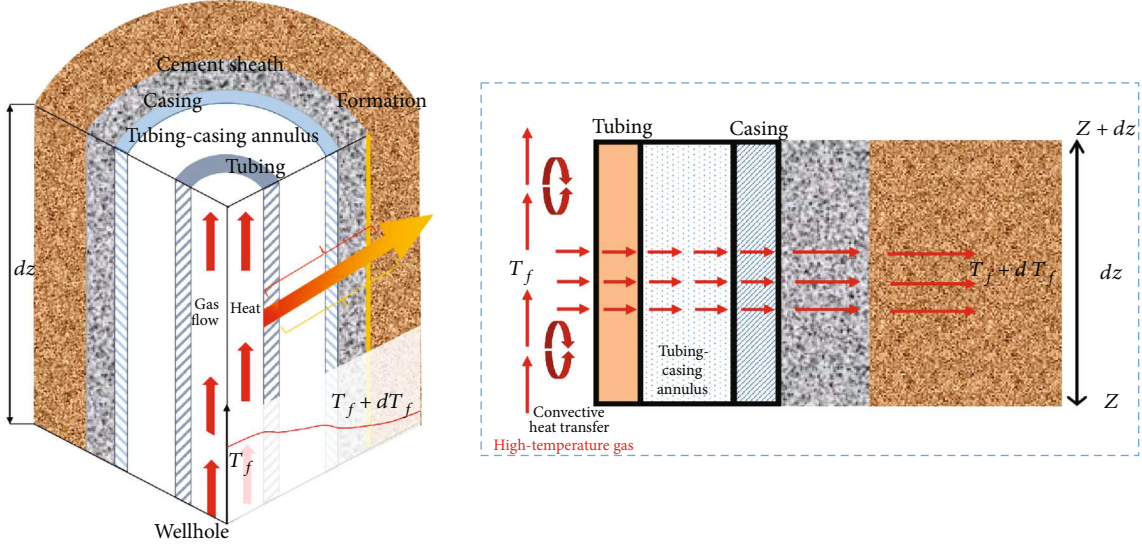 Cement sheath
Casing
Formation
Tubing-casing annulus
Tubing
dz
Gas
flow
Heat
T_f + dT_f
T_f
Wellhole
Tubing
Casing
Z + dz
T_f
T_f + dT_f
dz
Tubing-
casing
annulus
Z
Convective
heat transfer
High-temperature gas